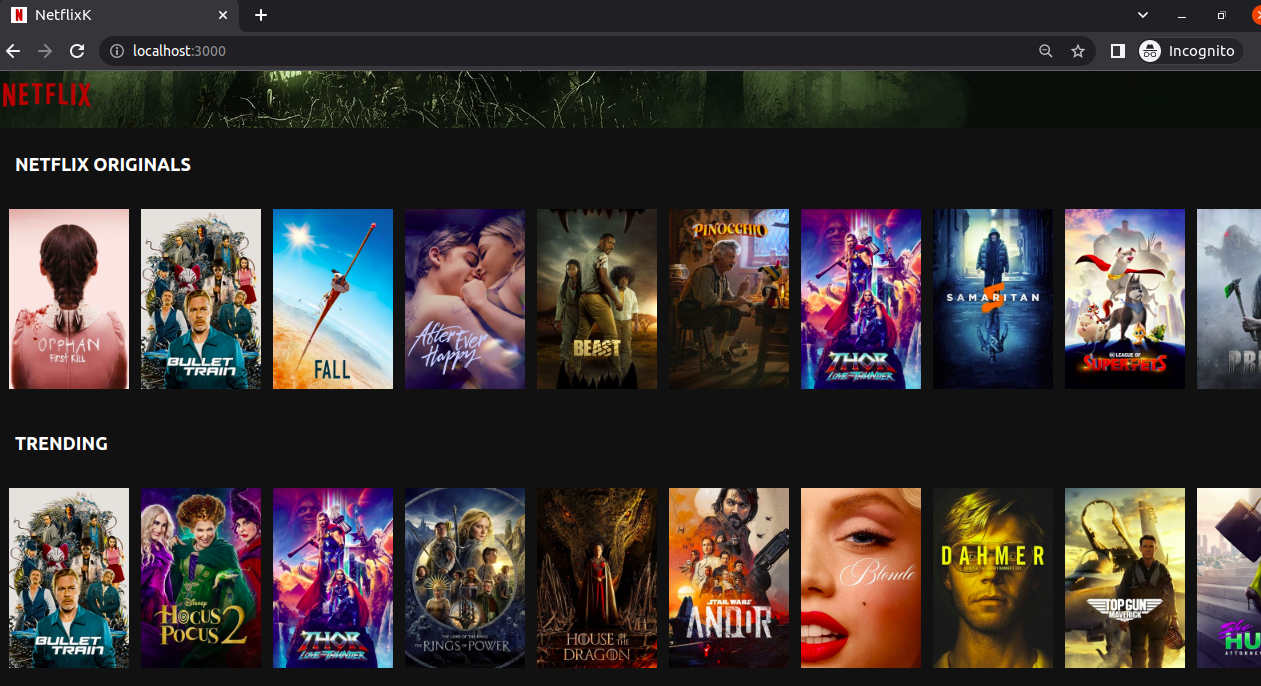 NetflixK
localhost:3000
Incognito
NETFLIX
NETFLIX ORIGINALS
ORPHAN
FIRST KILL
BULLET
TRAIN
FALL
After Ever
Happy
BEAST
PINOCCHIO
THOR
LOVE AND THUNDER
SAMARITAN
DC LEAGUE OF
SUPER-PETS
TRENDING
BULLET
TRAIN
Disney
HOCUS
POCUS 2
THOR
LOVE AND THUNDER
THE LORD OF THE RINGS
THE RINGS OF POWER
HOUSE OF THE
DRAGON
STAR WARS
ANDOR
Blonde
DAHMER
TOP GUN
MAVERICK
She
HU
ATTORNE